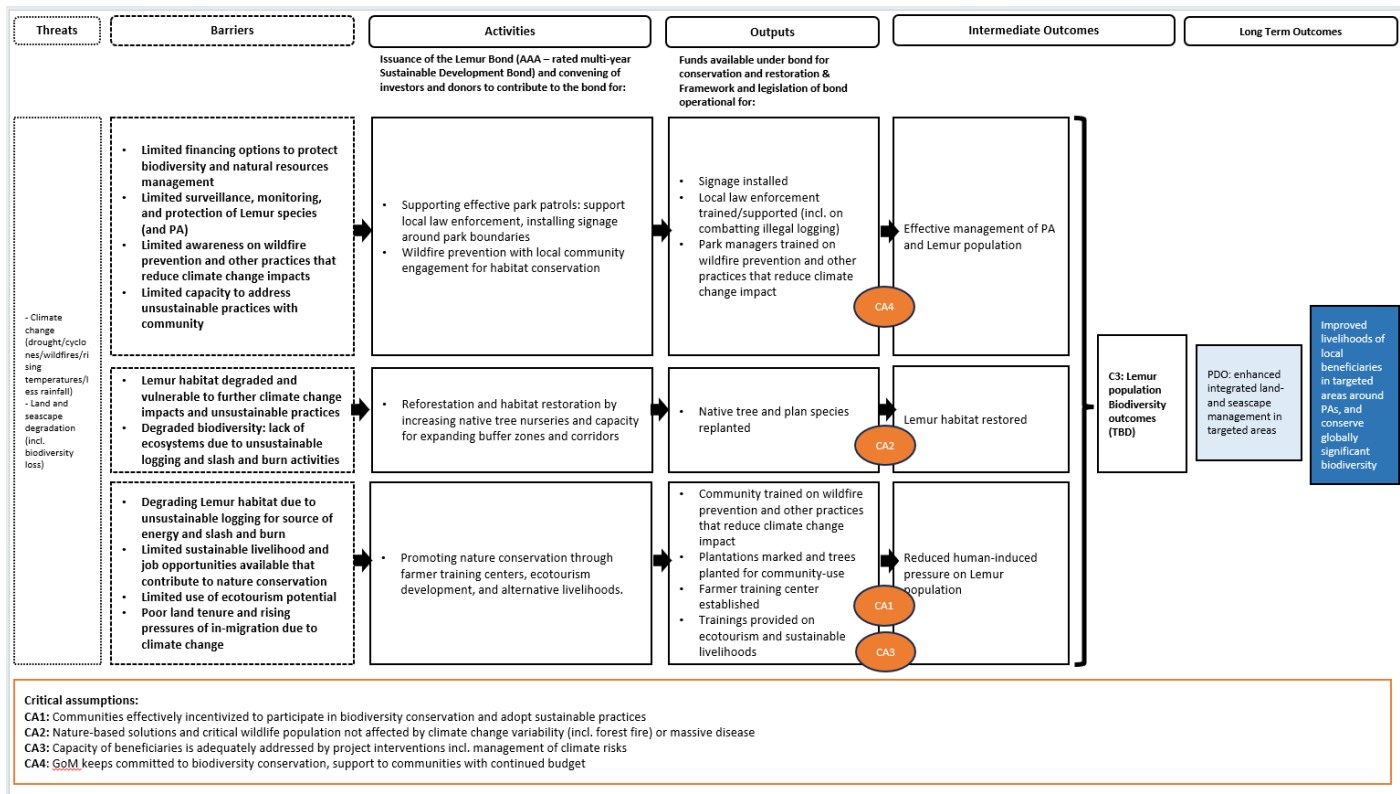 Threats
Barriers
Activities
Outputs
Intermediate Outcomes
Long Term Outcomes
Issuance of the Lemur Bond (AAA – rated multi-year
Sustainable Development Bond) and convening of
investors and donors to contribute to the bond for:
Funds available under bond for
conservation and restoration &
Framework and legislation of bond
operational for:
- Climate
change
(drought/cyclo
nes/wildfires/ri
sing
temperatures/l
ess rainfall)
- Land and
seascape
degradation
(incl.
biodiversity
loss)
• Limited financing options to protect
biodiversity and natural resources
management
• Limited surveillance, monitoring,
and protection of Lemur species
(and PA)
• Limited awareness on wildfire
prevention and other practices that
reduce climate change impacts
• Limited capacity to address
unsustainable practices with
community
• Supporting effective park patrols: support
local law enforcement, installing signage
around park boundaries
• Wildfire prevention with local community
engagement for habitat conservation
• Signage installed
• Local law enforcement
trained/supported (incl. on
combatting illegal logging)
• Park managers trained on
wildfire prevention and other
practices that reduce climate
change impact
CA4
Effective management of PA
and Lemur population
• Lemur habitat degraded and
vulnerable to further climate change
impacts and unsustainable practices
• Degraded biodiversity: lack of
ecosystems due to unsustainable
logging and slash and burn activities
• Reforestation and habitat restoration by
increasing native tree nurseries and capacity
for expanding buffer zones and corridors
• Native tree and plan species
replanted
CA2
Lemur habitat restored
• Degrading Lemur habitat due to
unsustainable logging for source of
energy and slash and burn
• Limited sustainable livelihood and
job opportunities available that
contribute to nature conservation
• Limited use of ecotourism potential
• Poor land tenure and rising
pressures of in-migration due to
climate change
• Promoting nature conservation through
farmer training centers, ecotourism
development, and alternative livelihoods.
• Community trained on wildfire
prevention and other practices
that reduce climate change
impact
• Plantations marked and trees
planted for community-use
• Farmer training center
established
• Trainings provided on
ecotourism and sustainable
livelihoods
CA1
CA3
Reduced human-induced
pressure on Lemur
population
C3: Lemur
population
Biodiversity
outcomes
(TBD)
PDO: enhanced
integrated land-
and seascape
management in
targeted areas
Improved
livelihoods of
local
beneficiaries
in targeted
areas around
PAs, and
conserve
globally
significant
biodiversity
Critical assumptions:
CA1: Communities effectively incentivized to participate in biodiversity conservation and adopt sustainable practices
CA2: Nature-based solutions and critical wildlife population not affected by climate change variability (incl. forest fire) or massive disease
CA3: Capacity of beneficiaries is adequately addressed by project interventions incl. management of climate risks
CA4: GoM keeps committed to biodiversity conservation, support to communities with continued budget